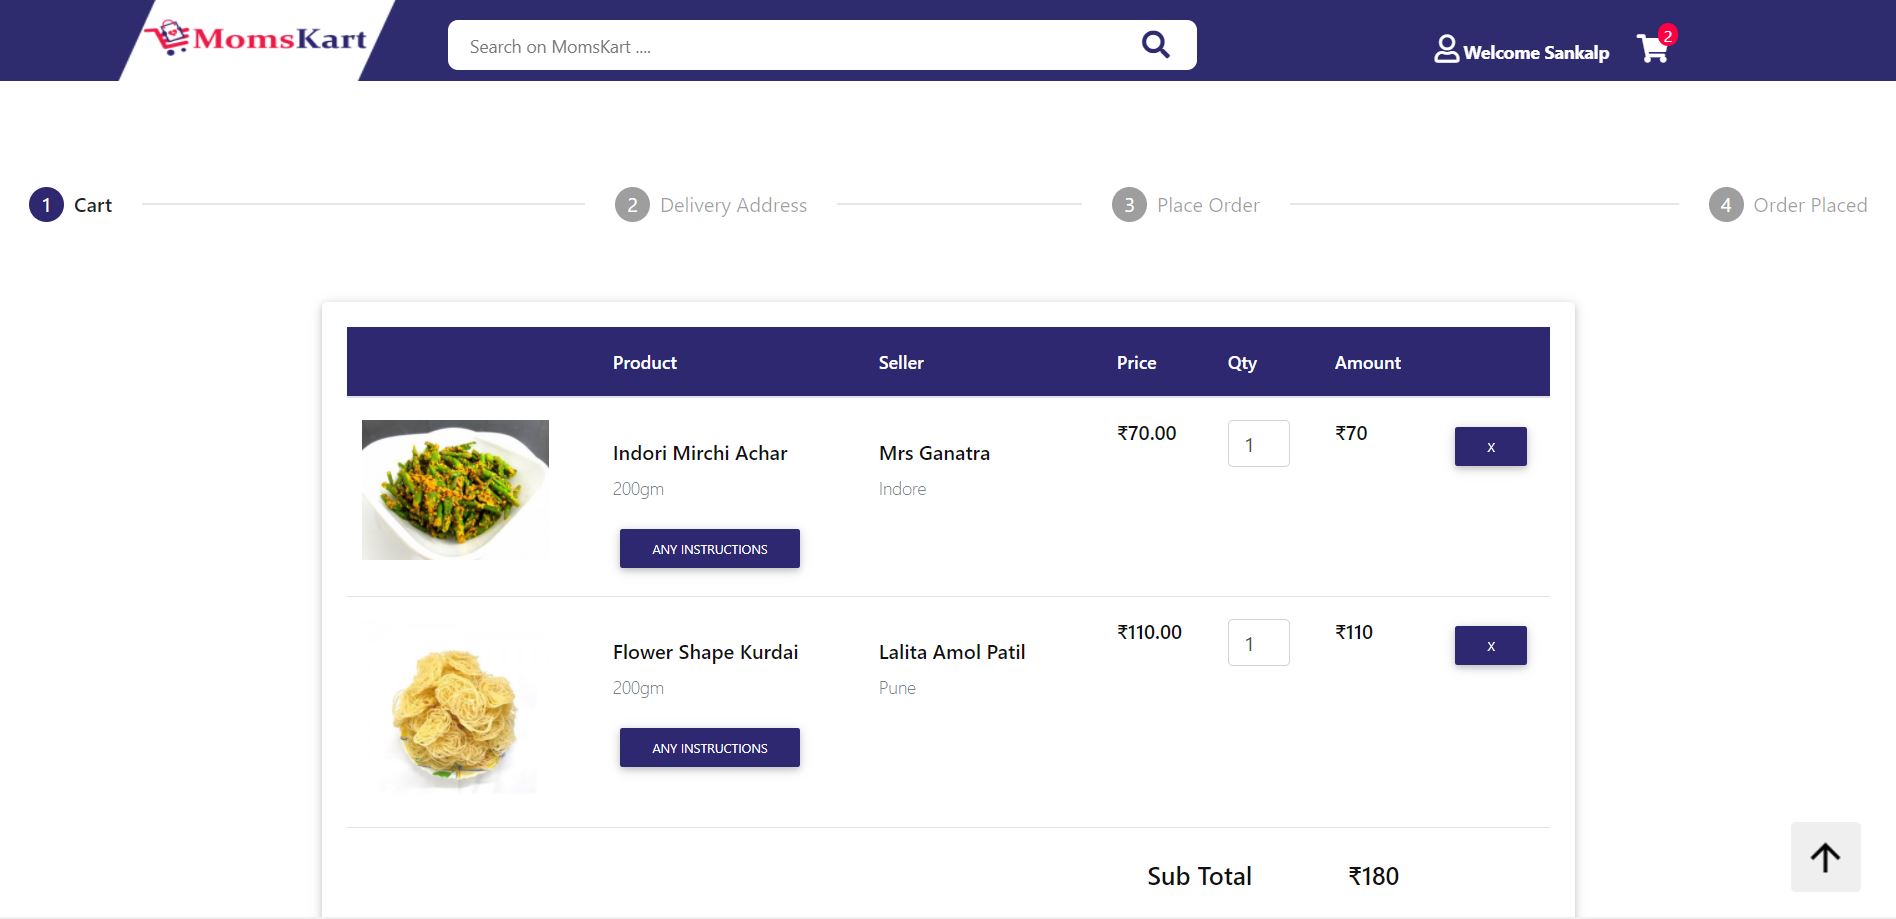 MomsKart
Search on MomsKart ....
Welcome Sankalp
2
1 Cart
2 Delivery Address
3 Place Order
4 Order Placed
Product Seller Price Qty Amount
Indori Mirchi Achar
200gm
ANY INSTRUCTIONS
Mrs Ganatra
Indore
₹70.00
1
₹70
x
Flower Shape Kurdai
200gm
ANY INSTRUCTIONS
Lalita Amol Patil
Pune
₹110.00
1
₹110
x
Sub Total ₹180